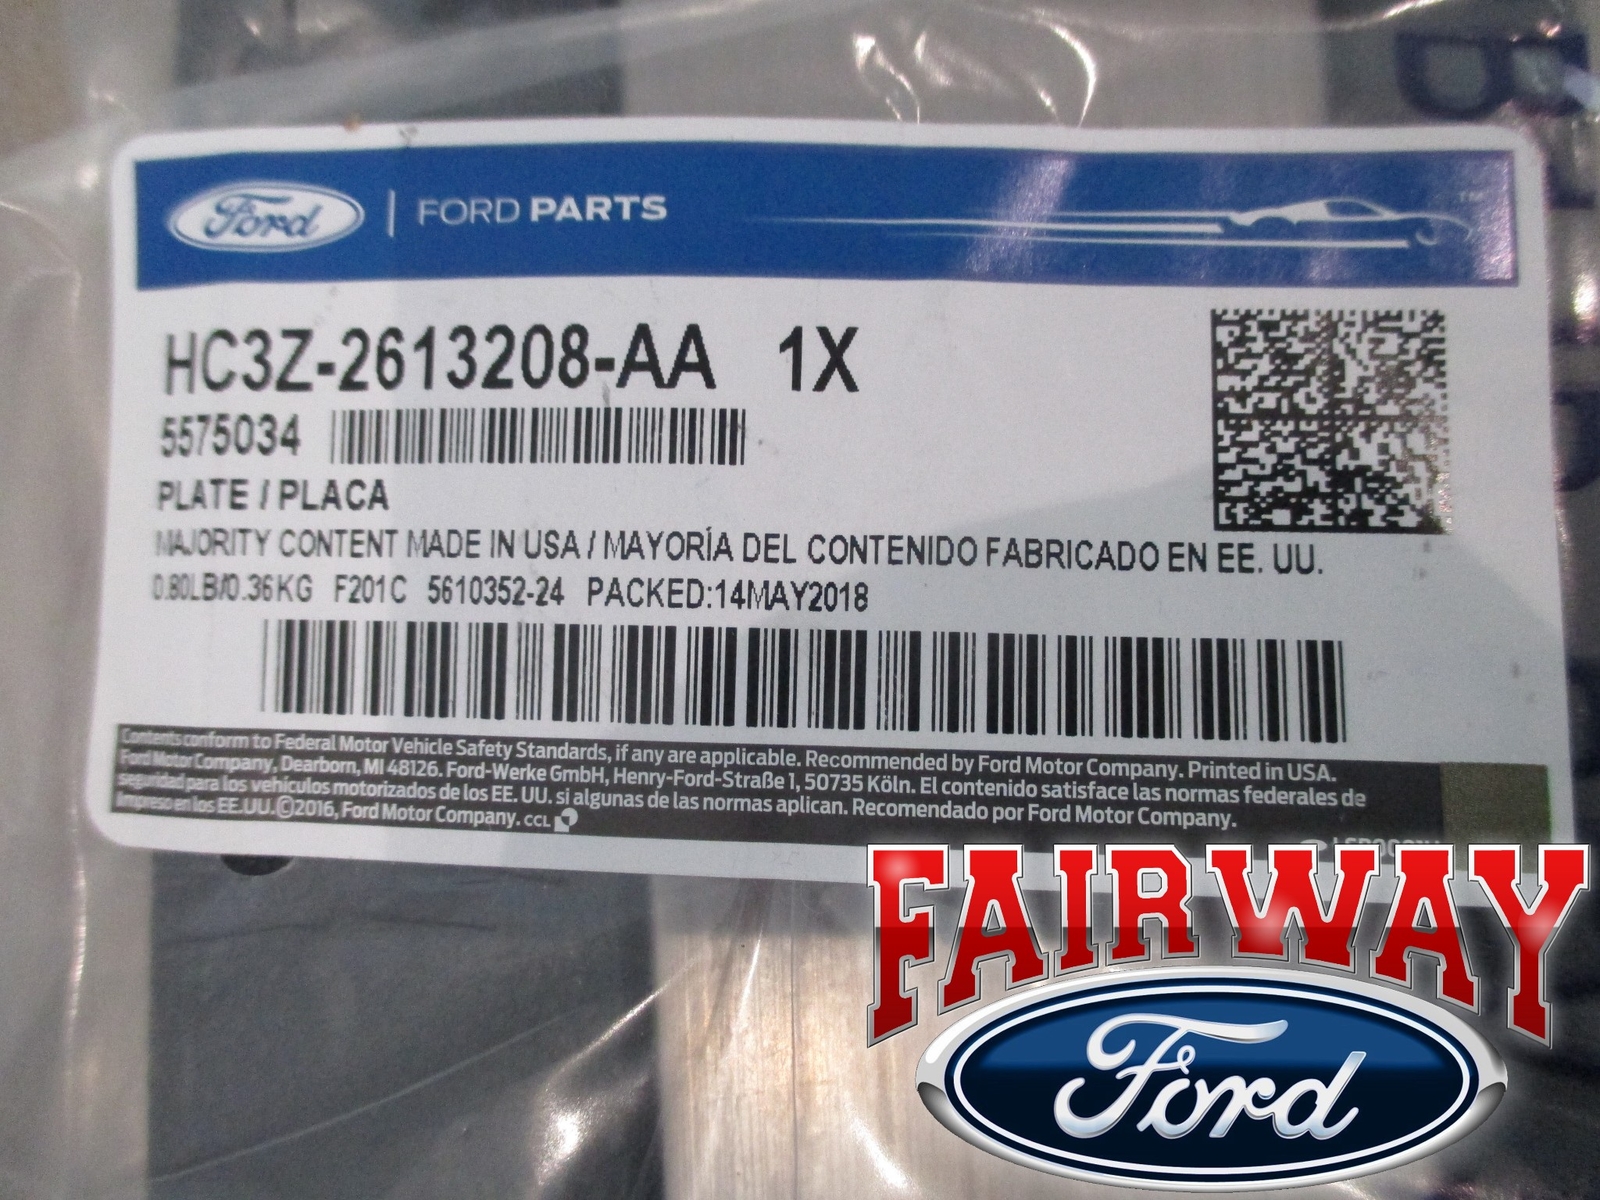 Ford | FORD PARTS ™
HC3Z-2613208-AA 1X
5575034
PLATE / PLACA
MAJORITY CONTENT MADE IN USA / MAYORÍA DEL CONTENIDO FABRICADO EN EE. UU.
0.80LB/0.36KG F201C 5610352-24 PACKED:14MAY2018
Contents conform to Federal Motor Vehicle Safety Standards, if any are applicable. Recommended by Ford Motor Company. Printed in USA.
Ford Motor Company, Dearborn, MI 48126. Ford-Werke GmbH, Henry-Ford-Straße 1, 50735 Köln. El contenido satisface las normas federales de
seguridad para los vehículos motorizados de los EE. UU. si algunas de las normas aplican. Recomendado por Ford Motor Company.
Impreso en los EE.UU.©2016, Ford Motor Company. CCL
FAIRWAY
Ford